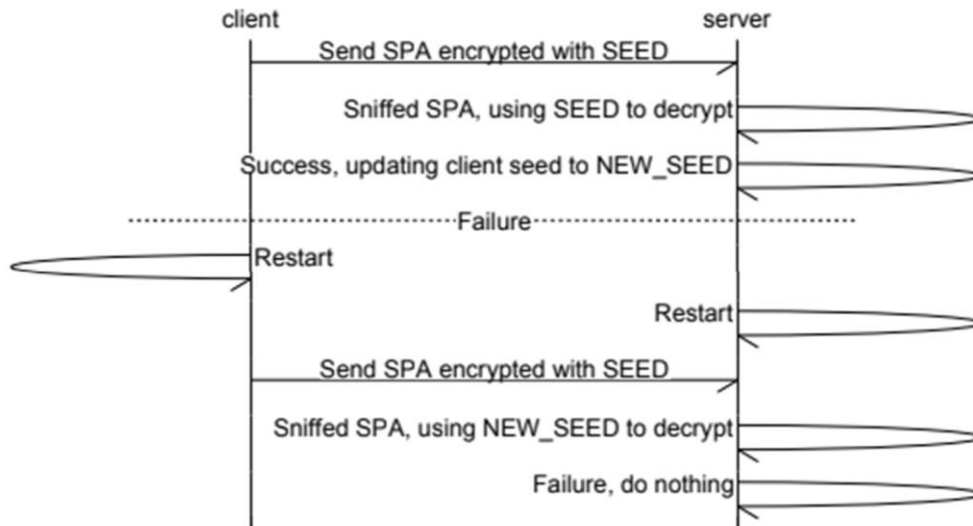 client server
Send SPA encrypted with SEED
Sniffed SPA, using SEED to decrypt
Success, updating client seed to NEW_SEED
Failure
Restart
Restart
Send SPA encrypted with SEED
Sniffed SPA, using NEW_SEED to decrypt
Failure, do nothing